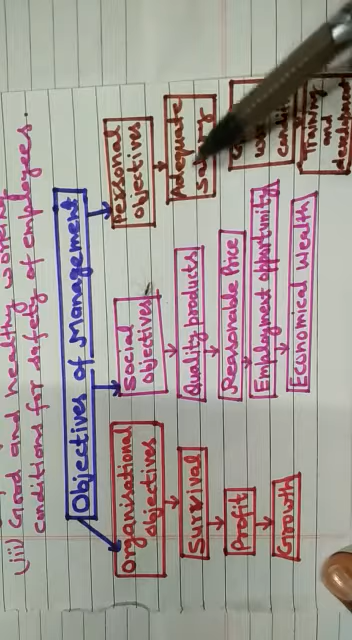 (iii) Good and healthy working
conditions for safety of employees.
Objectives of Management
Organisational
objectives
Survival
Profit
Growth
Social
objectives
Quality products
Reasonable Price
Employment opportunity
Economical Wealth
Personal
objectives
Adequate
Salary
Training
and